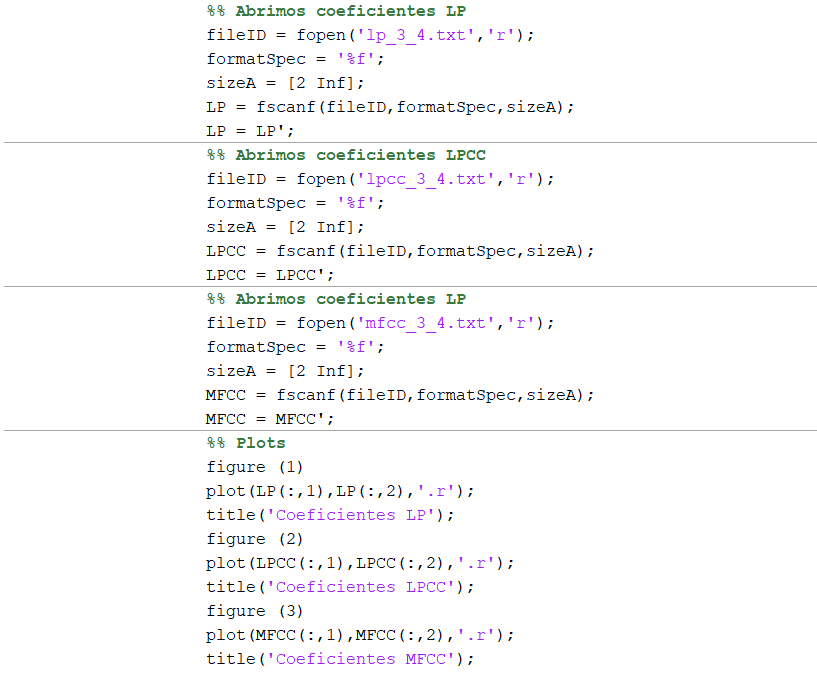 %% Abrimos coeficientes LP
fileID = fopen('lp_3_4.txt','r');
formatSpec = '%f';
sizeA = [2 Inf];
LP = fscanf(fileID,formatSpec,sizeA);
LP = LP';
%% Abrimos coeficientes LPCC
fileID = fopen('lpcc_3_4.txt','r');
formatSpec = '%f';
sizeA = [2 Inf];
LPCC = fscanf(fileID,formatSpec,sizeA);
LPCC = LPCC';
%% Abrimos coeficientes LP
fileID = fopen('mfcc_3_4.txt','r');
formatSpec = '%f';
sizeA = [2 Inf];
MFCC = fscanf(fileID,formatSpec,sizeA);
MFCC = MFCC';
%% Plots
figure (1)
plot(LP(:,1),LP(:,2),'.r');
title('Coeficientes LP');
figure (2)
plot(LPCC(:,1),LPCC(:,2),'.r');
title('Coeficientes LPCC');
figure (3)
plot(MFCC(:,1),MFCC(:,2),'.r');
title('Coeficientes MFCC');